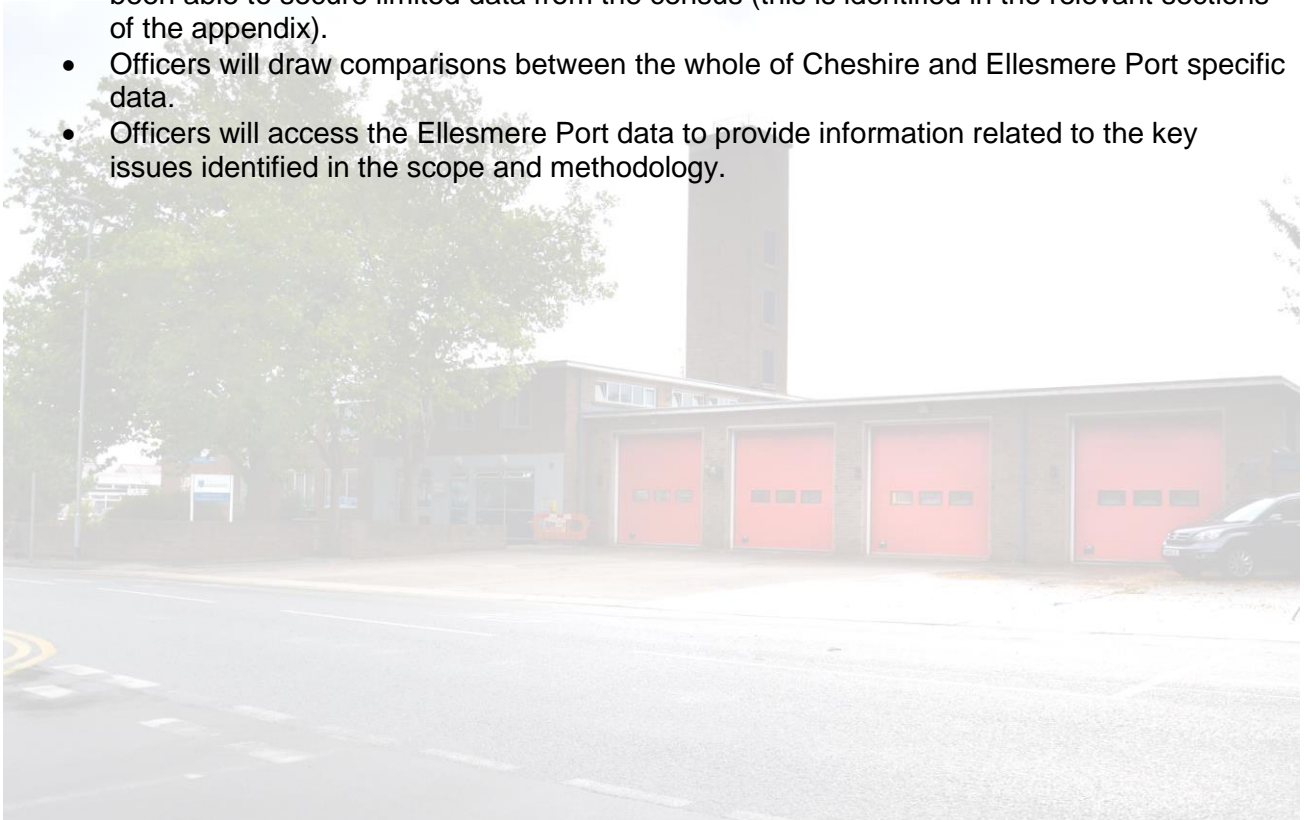 been able to secure limited data from the census (this is identified in the relevant sections
of the appendix).
• Officers will draw comparisons between the whole of Cheshire and Ellesmere Port specific
data.
• Officers will access the Ellesmere Port data to provide information related to the key
issues identified in the scope and methodology.